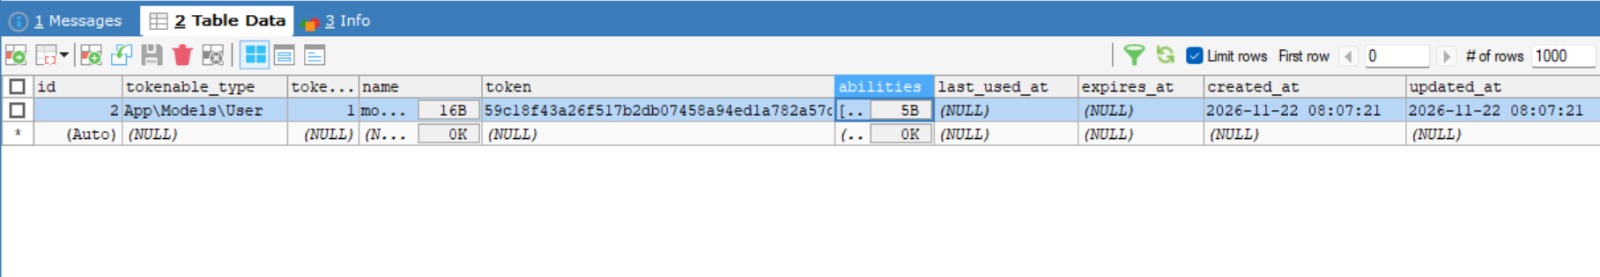 1 Messages 2 Table Data 3 Info
Limit rows First row 0 # of rows 1000
id tokenable_type toke... name token abilities last_used_at expires_at created_at updated_at
2 App\Models\User 1 mo... 16B 59c18f43a26f517b2db07458a94ed1a782a57c [.. 5B (NULL) (NULL) 2026-11-22 08:07:21 2026-11-22 08:07:21
* (Auto) (NULL) (NULL) (N... 0K (NULL) (.. 0K (NULL) (NULL) (NULL) (NULL)